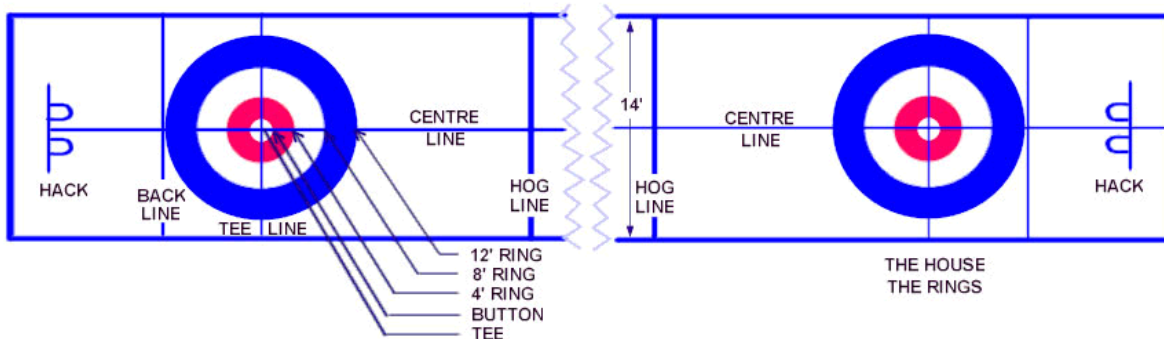 CENTRE
LINE
HACK
BACK
LINE
TEE LINE
HOG
LINE
12' RING
8' RING
4' RING
BUTTON
TEE
14'
HOG
LINE
CENTRE
LINE
HACK
THE HOUSE
THE RINGS